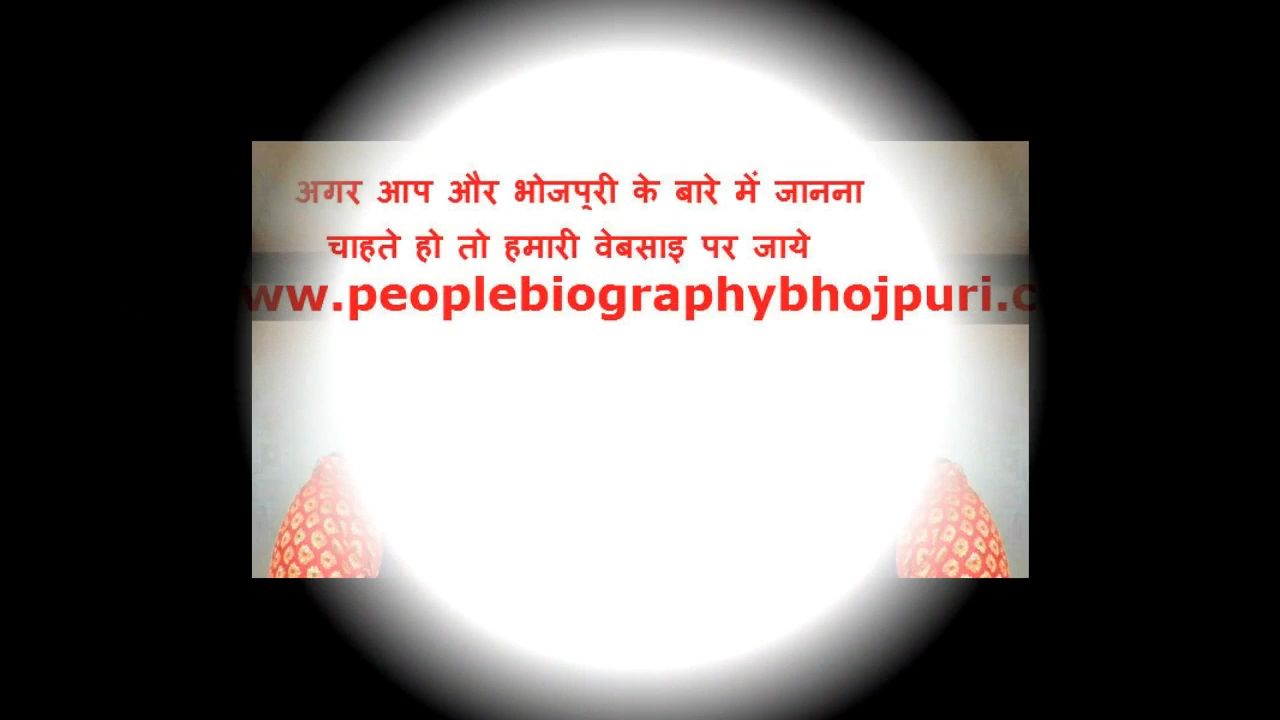 अगर आप और भोजपुरी के बारे में जानना
चाहते हो तो हमारी वेबसाइ पर जाये
ww.peoplebiographybhojpuri.c